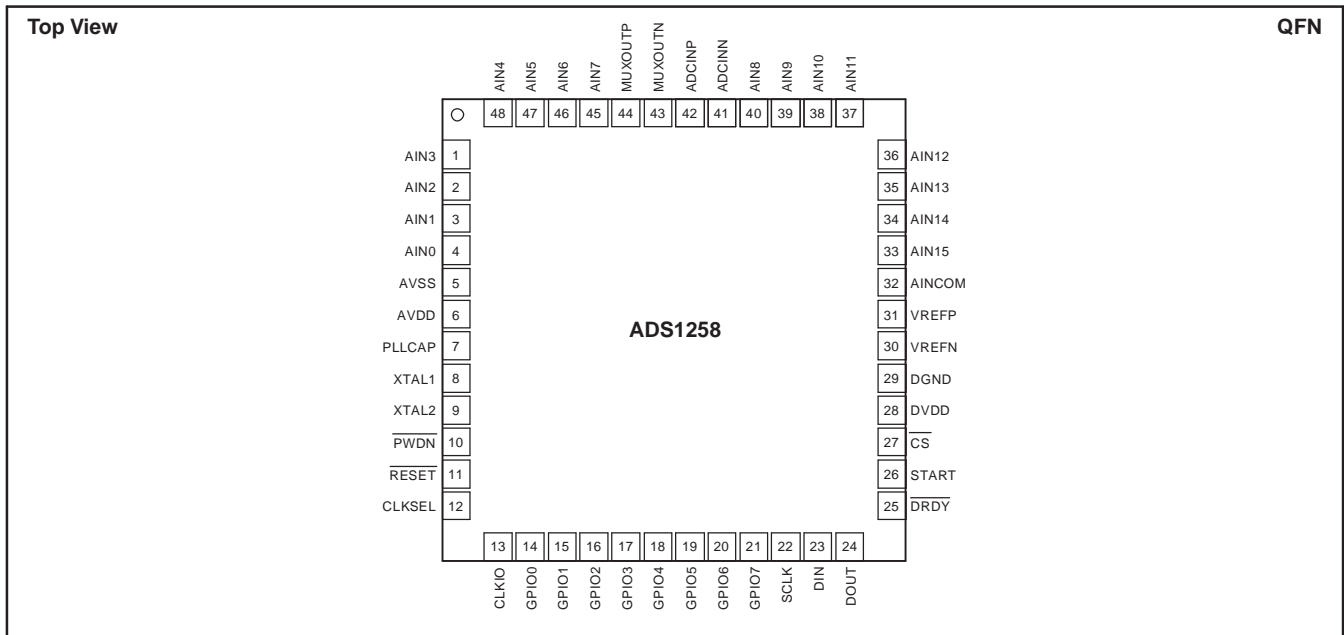 Top View
QFN
AIN4
AIN5
AIN6
AIN7
MUXOUTP
MUXOUTN
ADCINP
ADCINN
AIN8
AIN9
AIN10
AIN11
48 47 46 45 44 43 42 41 40 39 38 37
AIN3 1
AIN2 2
AIN1 3
AIN0 4
AVSS 5
AVDD 6
PLLCAP 7
XTAL1 8
XTAL2 9
PWDN 10
RESET 11
CLKSEL 12
ADS1258
36 AIN12
35 AIN13
34 AIN14
33 AIN15
32 AINCOM
31 VREFP
30 VREFN
29 DGND
28 DVDD
27 CS
26 START
25 DRDY
13 14 15 16 17 18 19 20 21 22 23 24
CLKIO
GPIO0
GPIO1
GPIO2
GPIO3
GPIO4
GPIO5
GPIO6
GPIO7
SCLK
DIN
DOUT